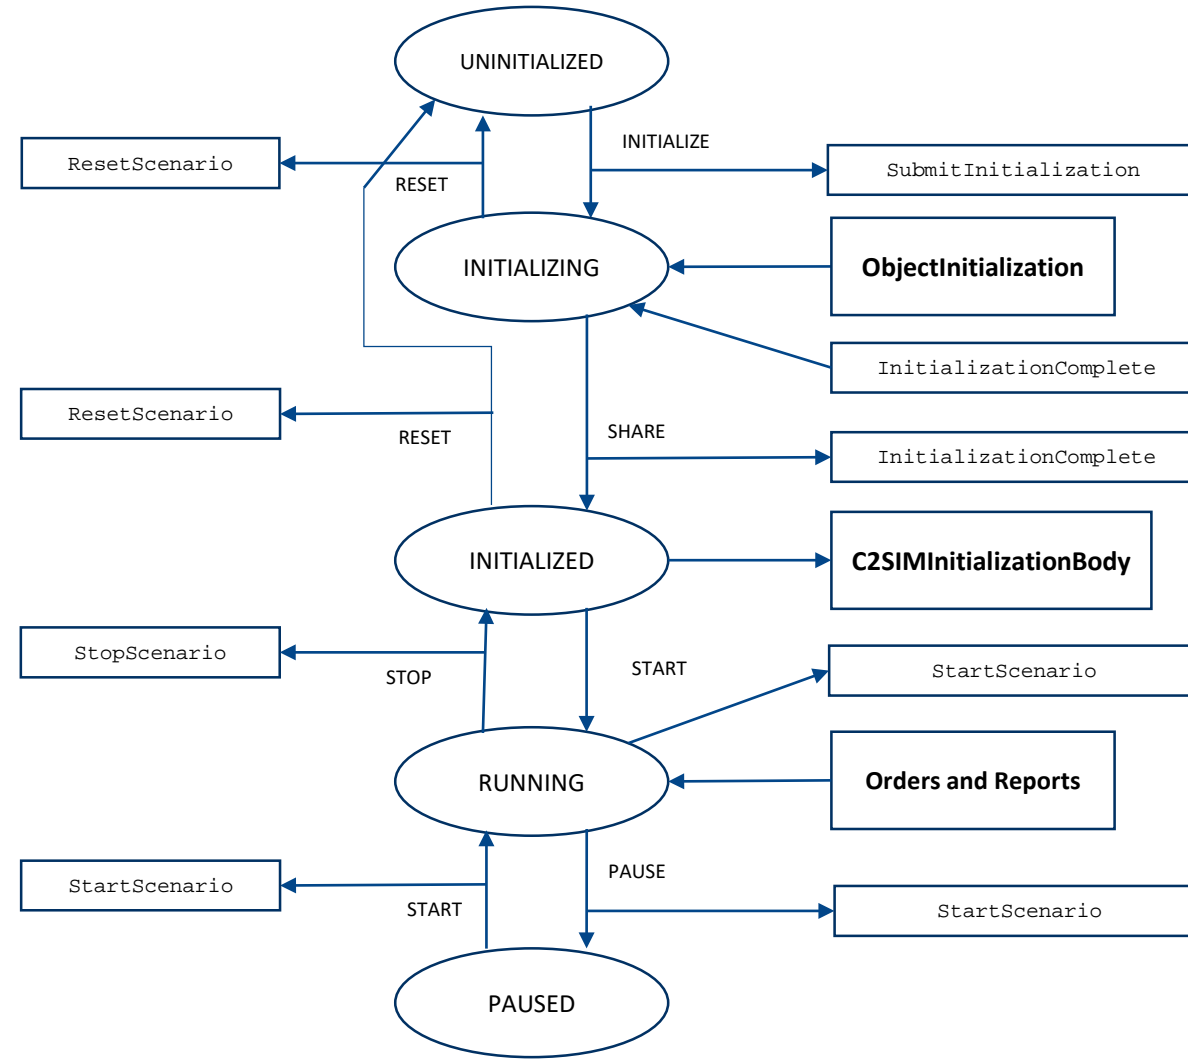 UNINITIALIZED
INITIALIZE
ResetScenario
SubmitInitialization
RESET
INITIALIZING
ObjectInitialization
InitializationComplete
ResetScenario
RESET
SHARE
InitializationComplete
INITIALIZED
C2SIMInitializationBody
StopScenario
STOP
START
StartScenario
RUNNING
Orders and Reports
StartScenario
PAUSE
START
StartScenario
PAUSED